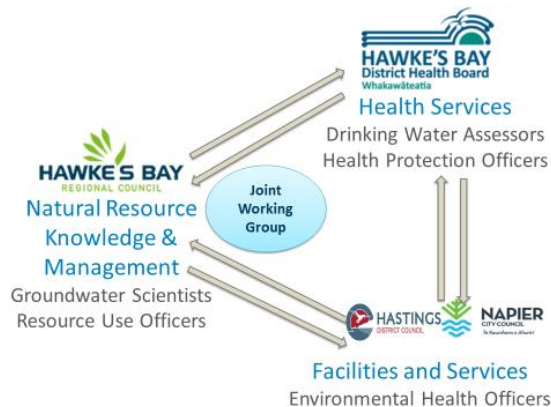 HAWKE'S BAY
District Health Board
Whakawāteatia
Health Services
Drinking Water Assessors
Health Protection Officers
HAWKE'S BAY
REGIONAL COUNCIL
Natural Resource
Knowledge &
Management
Groundwater Scientists
Resource Use Officers
Joint
Working
Group
HASTINGS
DISTRICT COUNCIL
NAPIER
CITY COUNCIL
Facilities and Services
Environmental Health Officers